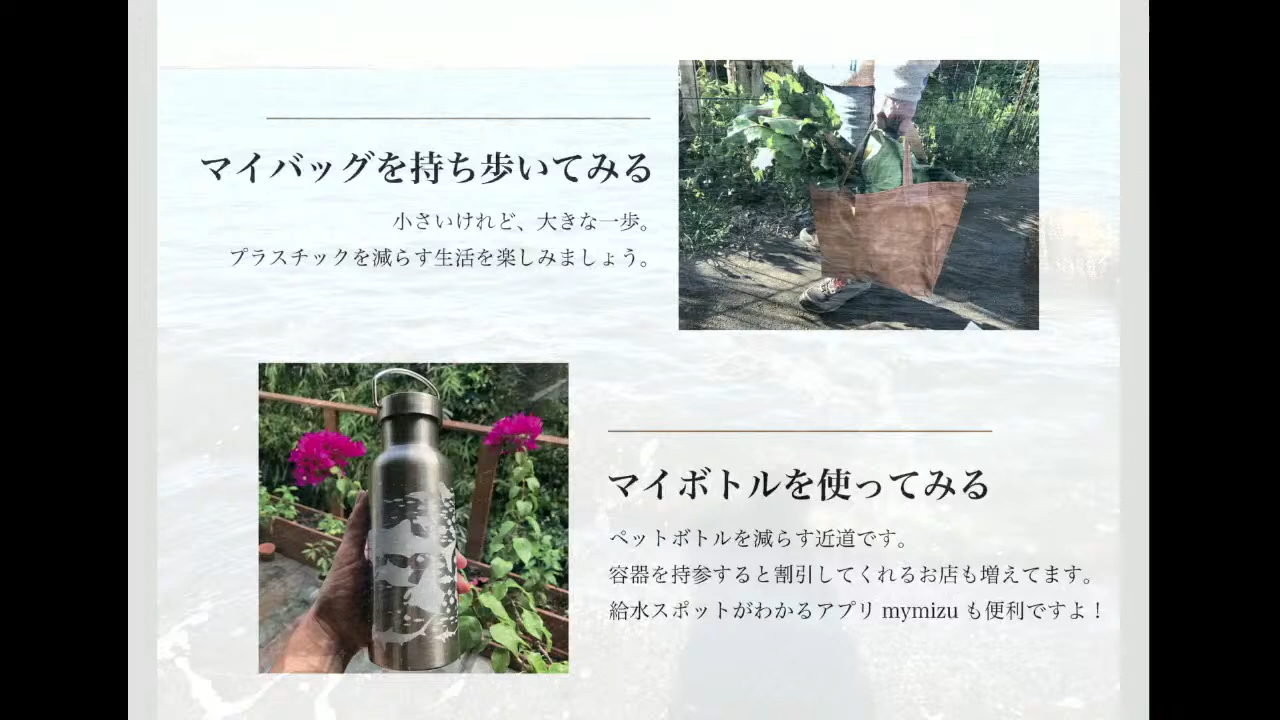 マイバッグを持ち歩いてみる
小さいけれど、大きな一歩。
プラスチックを減らす生活を楽しみましょう。
マイボトルを使ってみる
ペットボトルを減らす近道です。
容器を持参すると割引してくれるお店も増えてます。
給水スポットがわかるアプリ mymizu も便利ですよ！